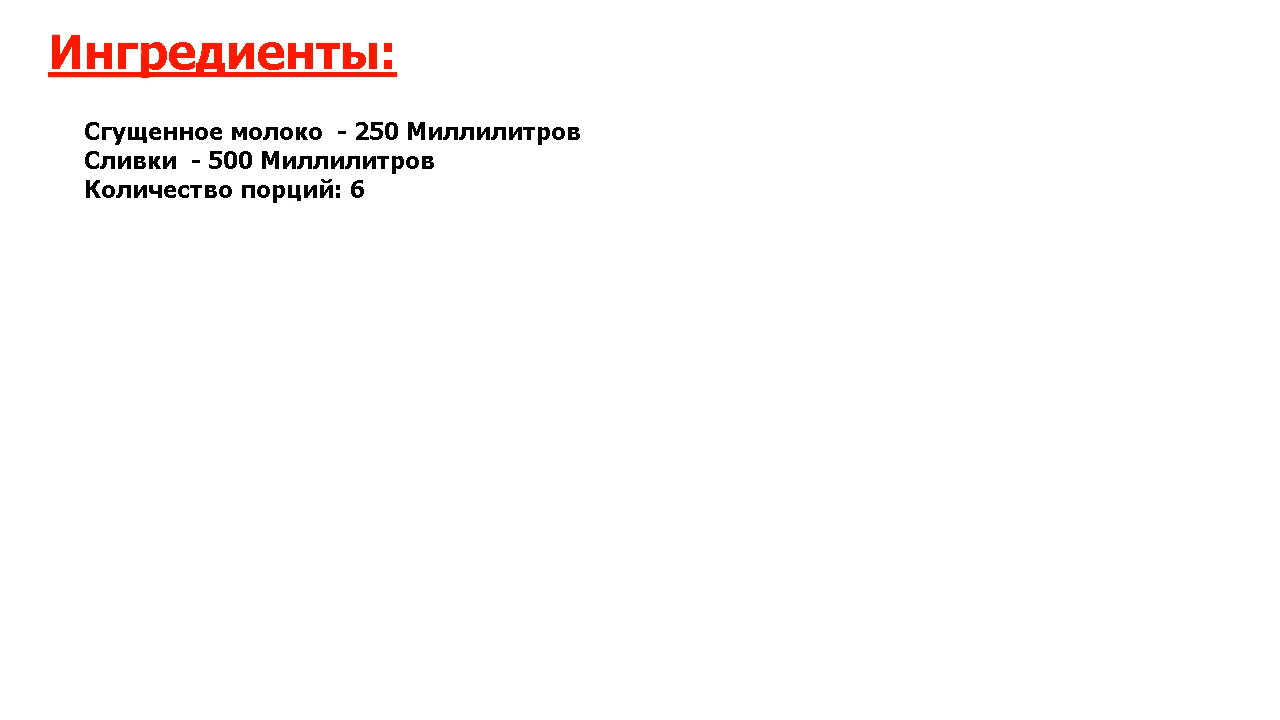 Ингредиенты:
Сгущенное молоко  - 250 Миллилитров
Сливки  - 500 Миллилитров
Количество порций: 6